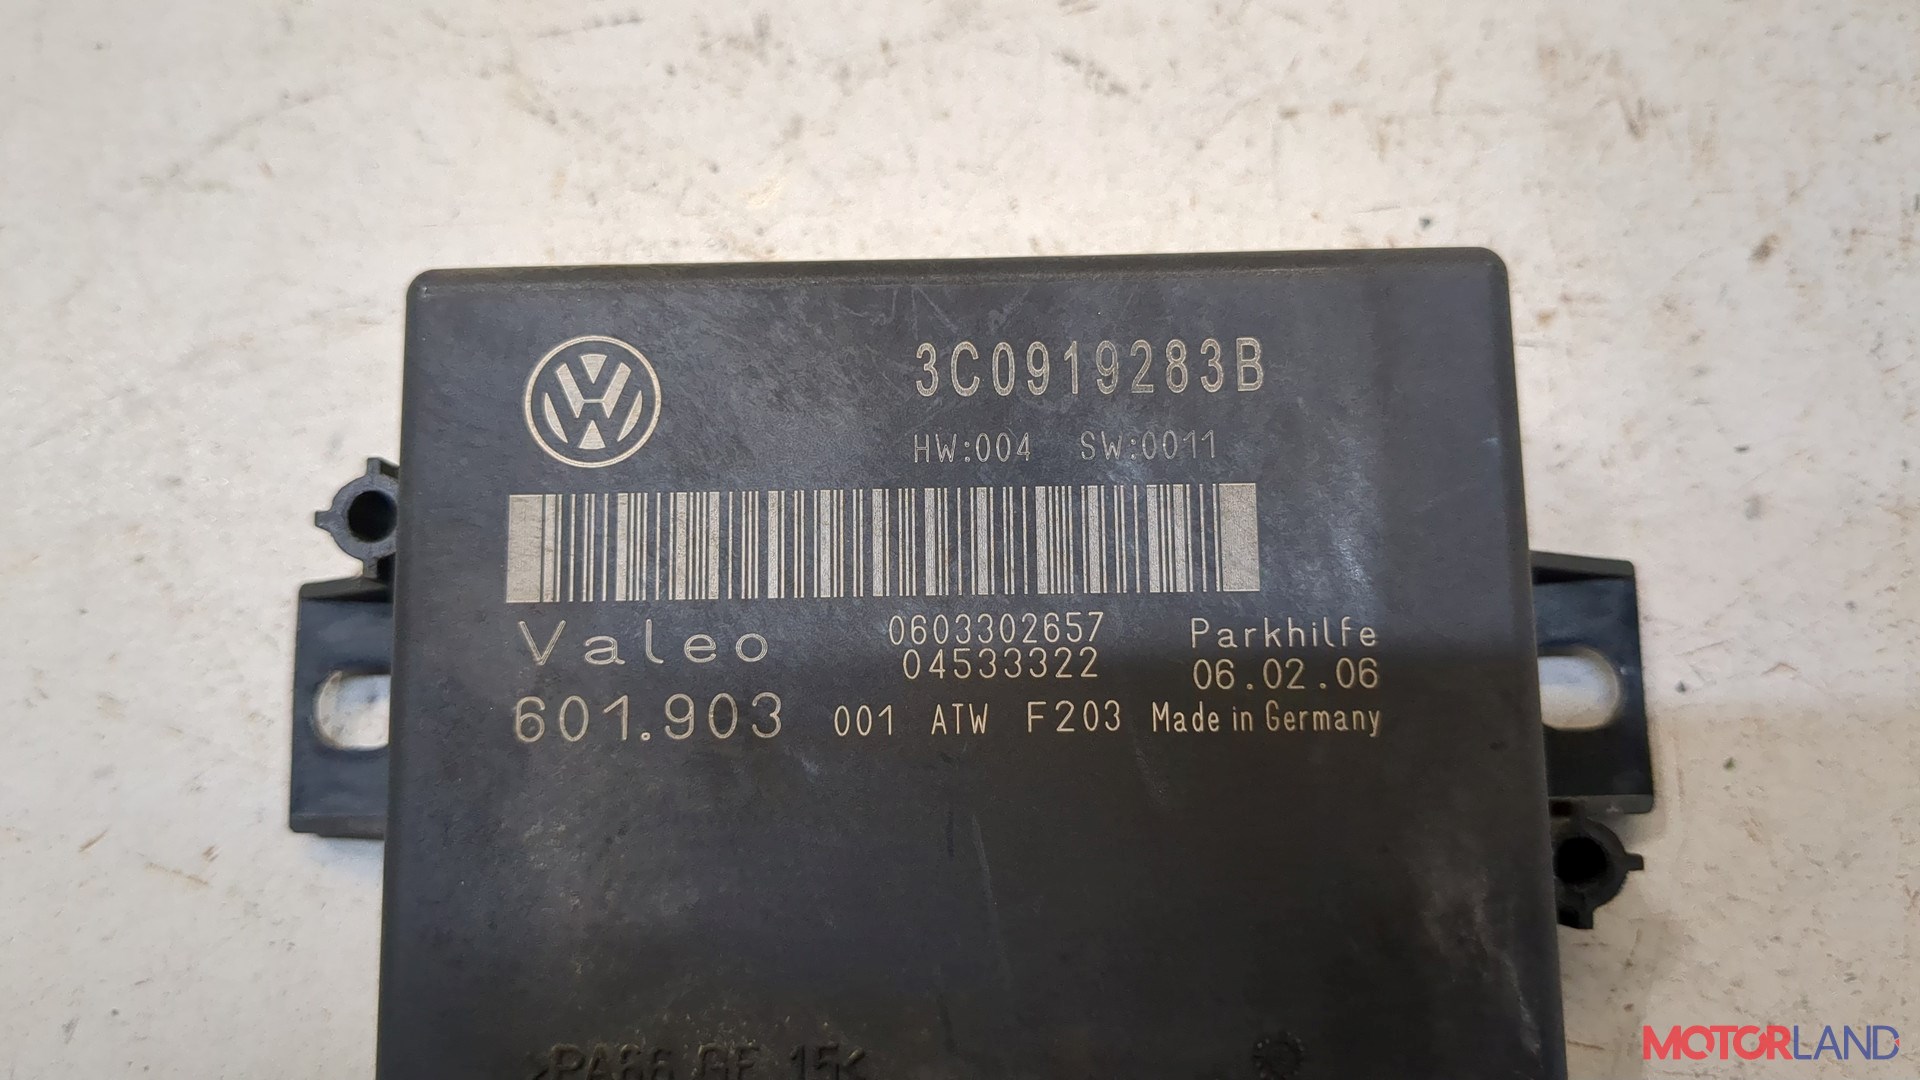 3C0919283B
HW:004 SW:0011
Valeo 0603302657 Parkhilfe
04533322 06.02.06
601.903 001 ATW F203 Made in Germany
>PA66 GF 15<
MOTORLAND